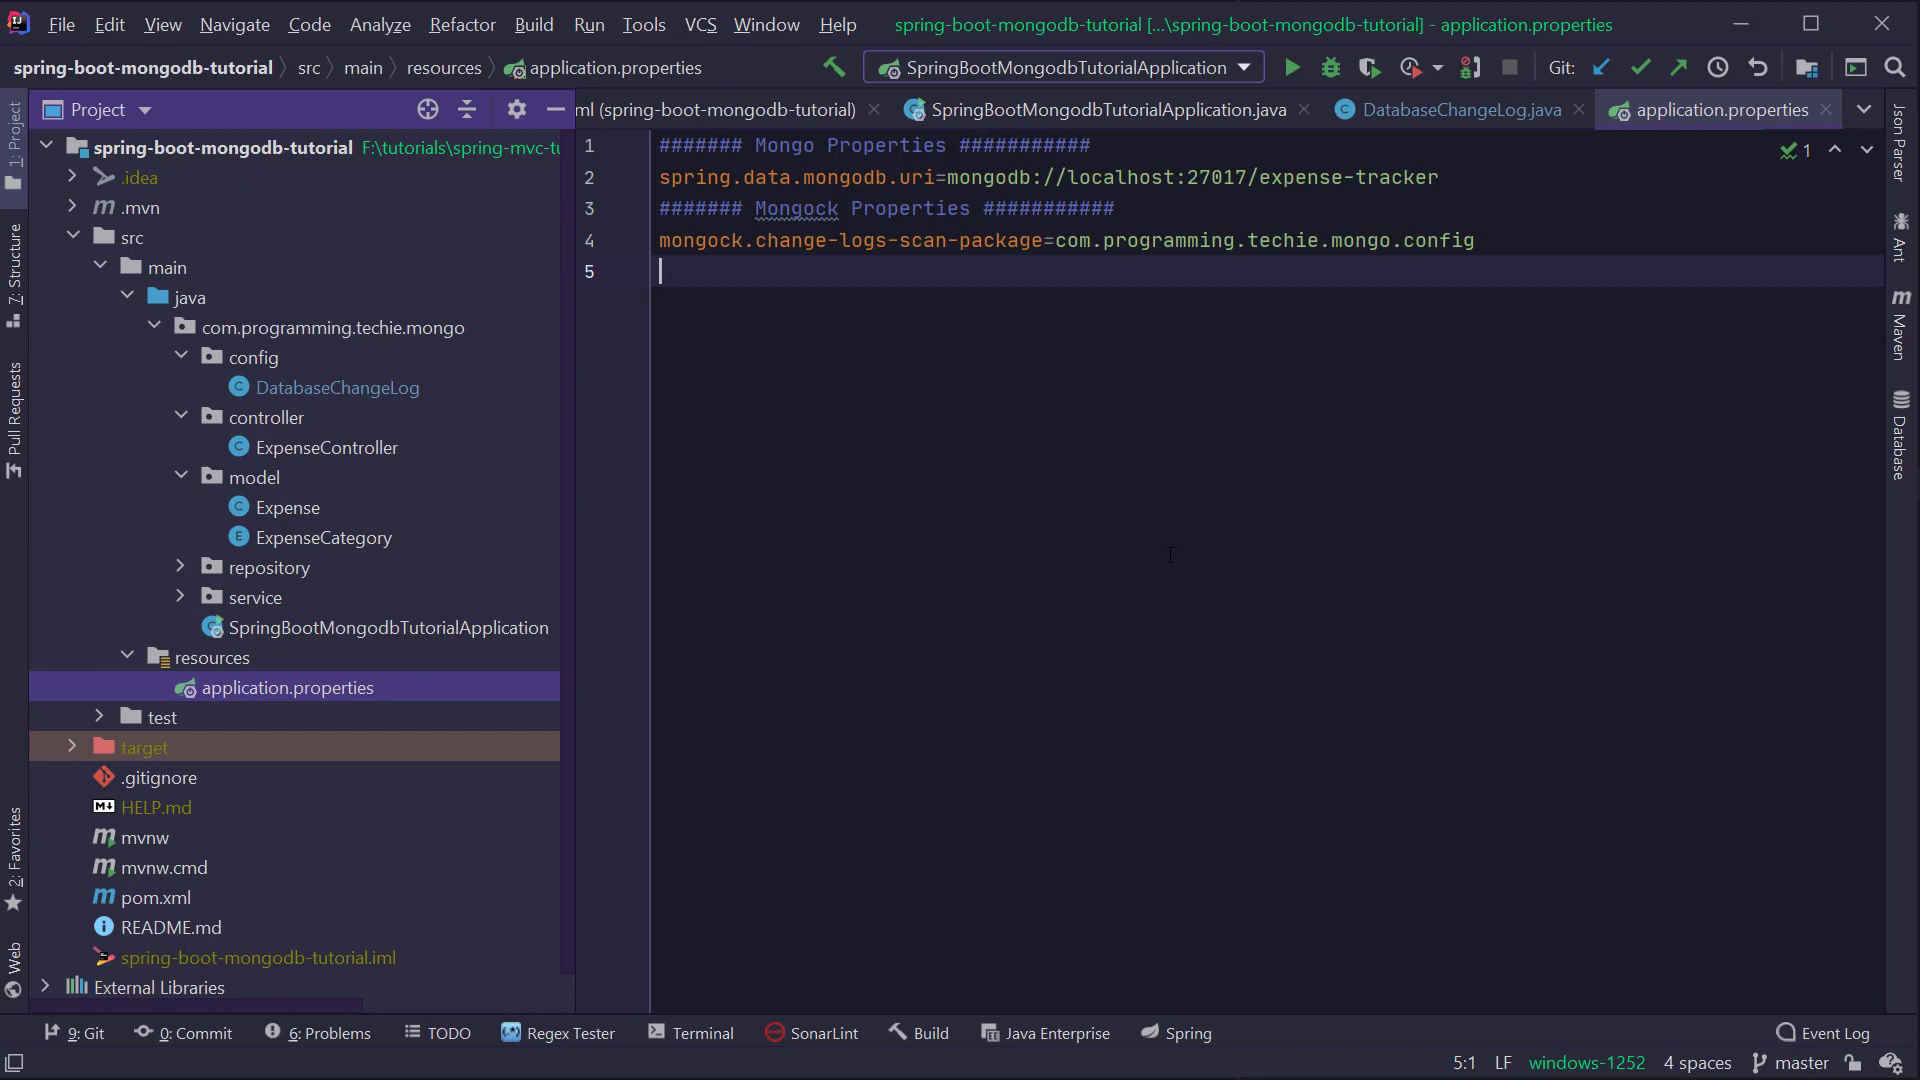 File Edit View Navigate Code Analyze Refactor Build Run Tools VCS Window Help spring-boot-mongodb-tutorial [...\spring-boot-mongodb-tutorial] - application.properties
spring-boot-mongodb-tutorial src main resources application.properties SpringBootMongodbTutorialApplication Git:
Project
ml (spring-boot-mongodb-tutorial) SpringBootMongodbTutorialApplication.java DatabaseChangeLog.java application.properties
1: Project
7: Structure
Pull Requests
2: Favorites
Web
spring-boot-mongodb-tutorial F:\tutorials\spring-mvc-tu
.idea
.mvn
src
main
java
com.programming.techie.mongo
config
DatabaseChangeLog
controller
ExpenseController
model
Expense
ExpenseCategory
repository
service
SpringBootMongodbTutorialApplication
resources
application.properties
test
target
.gitignore
HELP.md
mvnw
mvnw.cmd
pom.xml
README.md
spring-boot-mongodb-tutorial.iml
External Libraries
1 ####### Mongo Properties ###########
2 spring.data.mongodb.uri=mongodb://localhost:27017/expense-tracker
3 ####### Mongock Properties ###########
4 mongock.change-logs-scan-package=com.programming.techie.mongo.config
5
1
Json Parser
Ant
Maven
Database
9: Git 0: Commit 6: Problems TODO Regex Tester Terminal SonarLint Build Java Enterprise Spring Event Log
5:1 LF windows-1252 4 spaces master